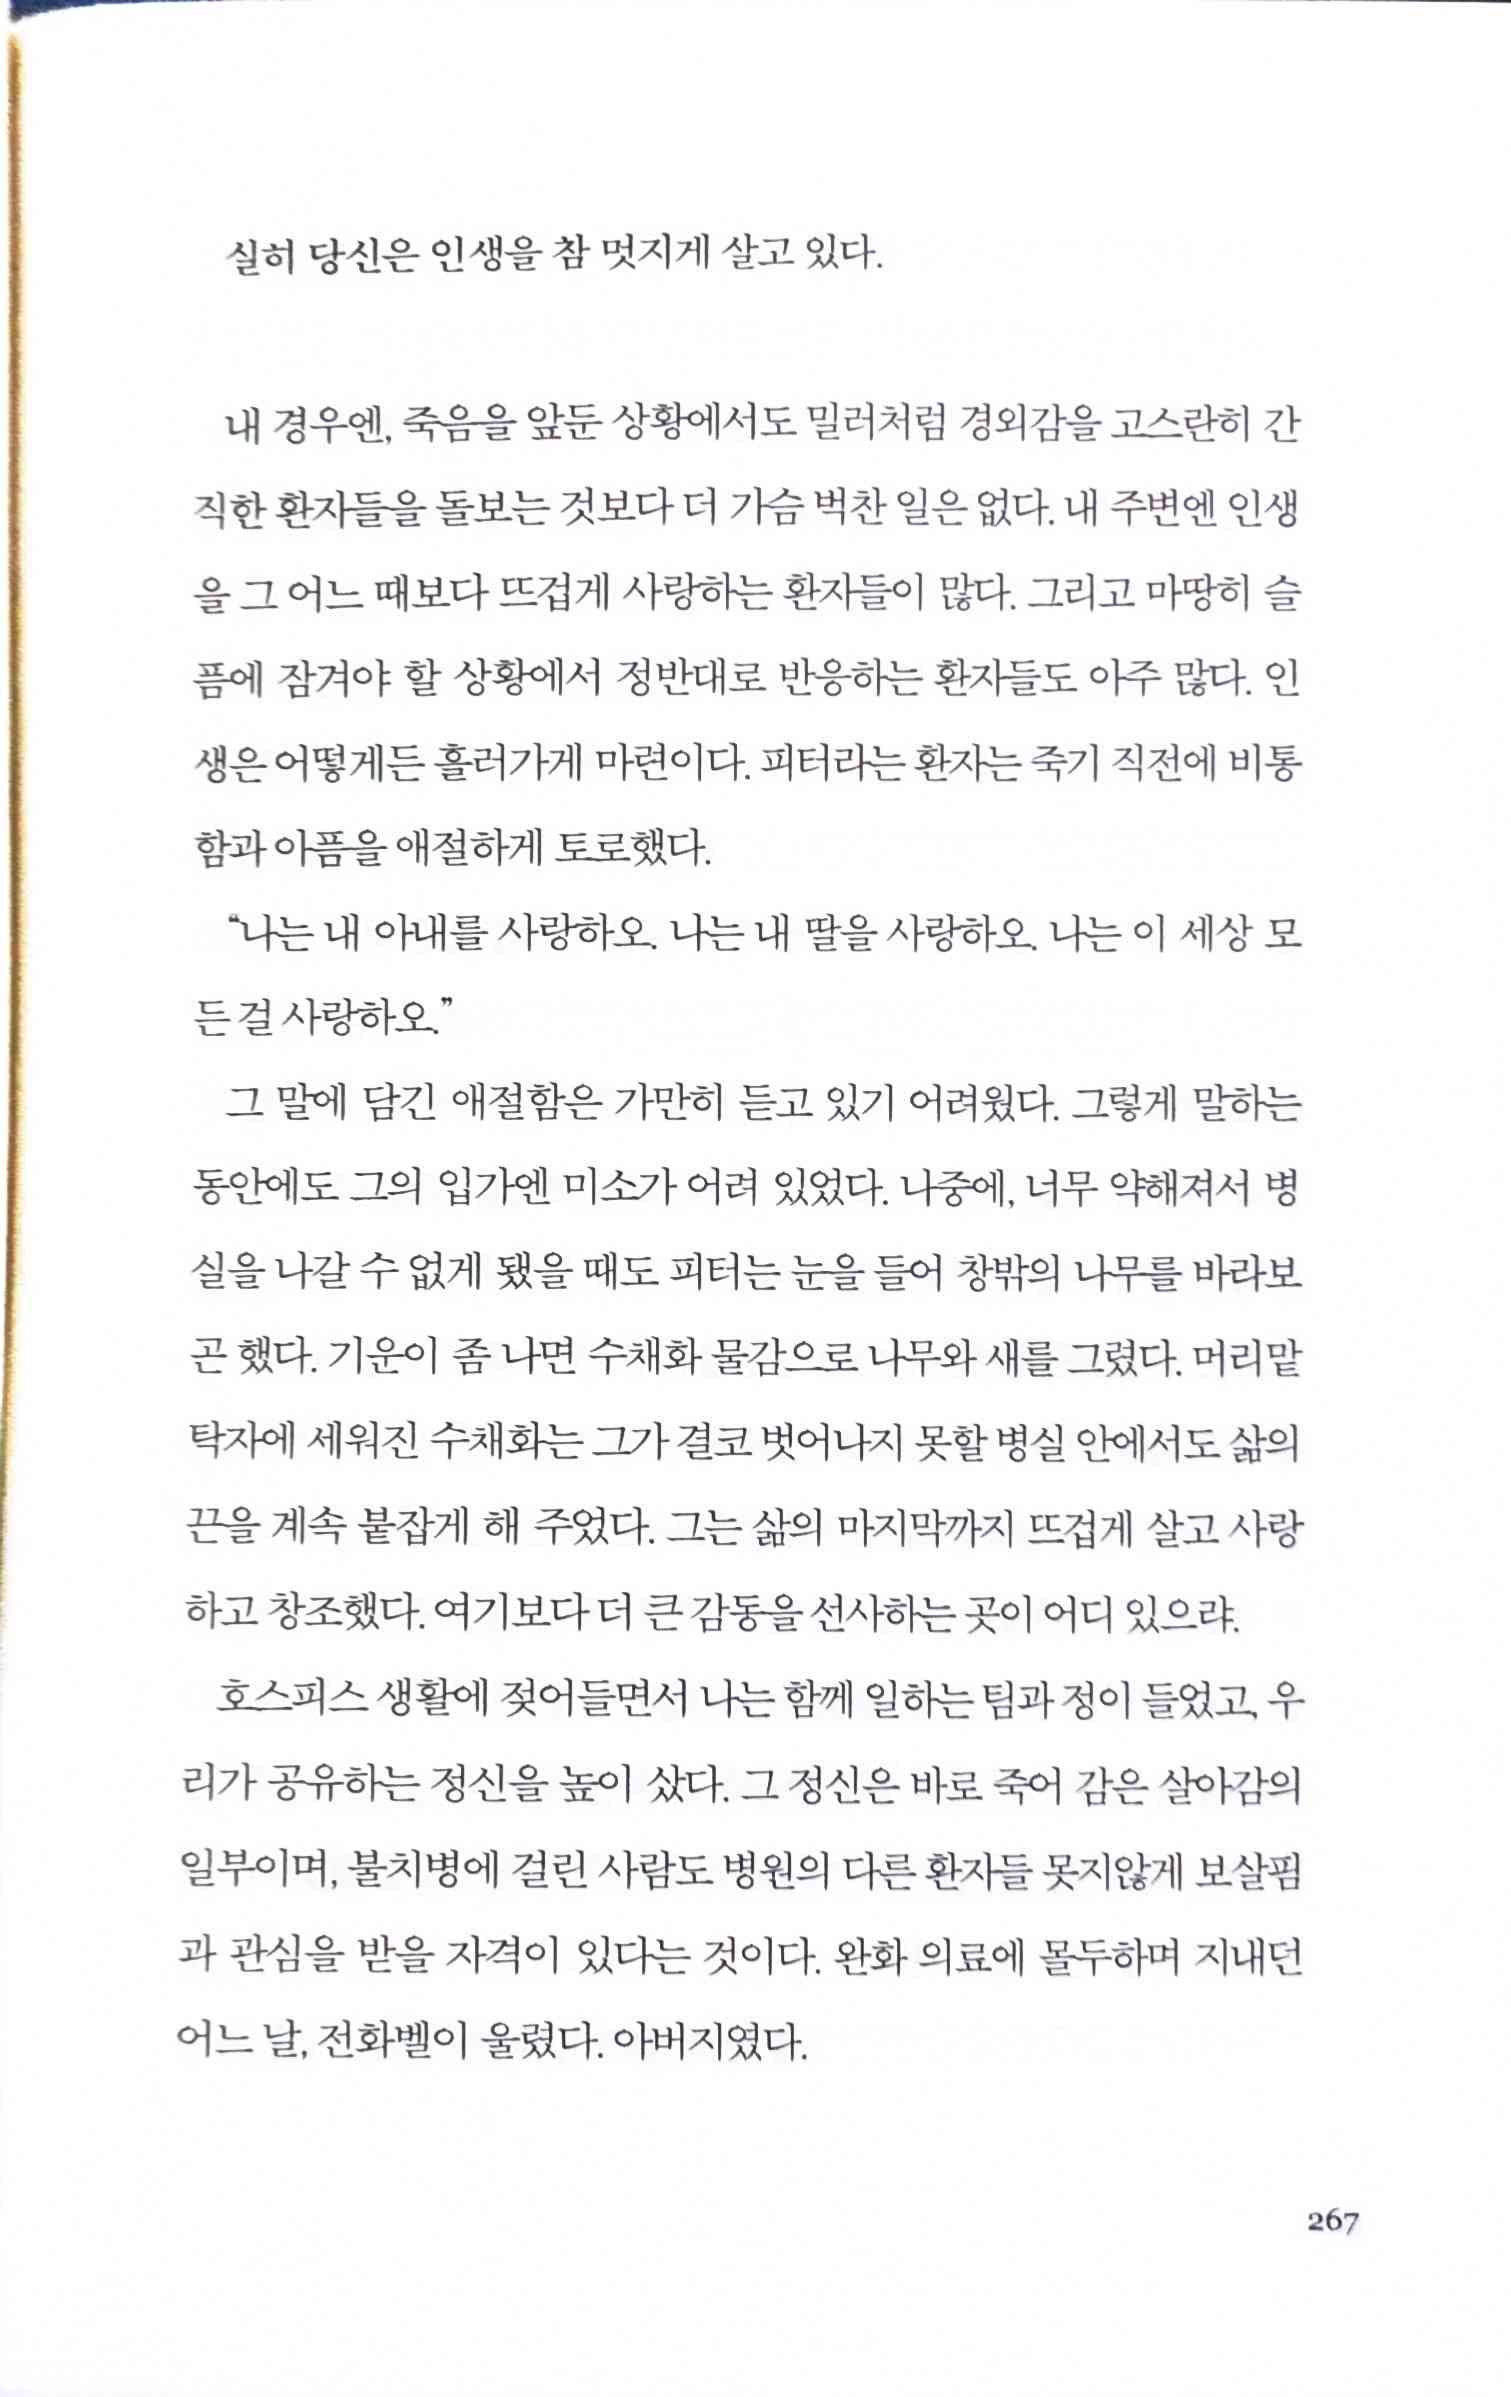 실히 당신은 인생을 참 멋지게 살고 있다.
내 경우엔, 죽음을 앞둔 상황에서도 밀러처럼 경외감을 고스란히 간
직한 환자들을 돌보는 것보다 더 가슴 벅찬 일은 없다. 내 주변엔 인생
을 그 어느 때보다 뜨겁게 사랑하는 환자들이 많다. 그리고 마땅히 슬
픔에 잠겨야 할 상황에서 정반대로 반응하는 환자들도 아주 많다. 인
생은 어떻게든 흘러가게 마련이다. 피터라는 환자는 죽기 직전에 비통
함과 아픔을 애절하게 토로했다.
“나는 내 아내를 사랑하오. 나는 내 딸을 사랑하오. 나는 이 세상 모
든 걸 사랑하오.”
그 말에 담긴 애절함은 가만히 듣고 있기 어려웠다. 그렇게 말하는
동안에도 그의 입가엔 미소가 어려 있었다. 나중에, 너무 약해져서 병
실을 나갈 수 없게 됐을 때도 피터는 눈을 들어 창밖의 나무를 바라보
곤 했다. 기운이 좀 나면 수채화 물감으로 나무와 새를 그렸다. 머리맡
탁자에 세워진 수채화는 그가 결코 벗어나지 못할 병실 안에서도 삶의
끈을 계속 붙잡게 해 주었다. 그는 삶의 마지막까지 뜨겁게 살고 사랑
하고 창조했다. 여기보다 더 큰 감동을 선사하는 곳이 어디 있으랴.
호스피스 생활에 젖어들면서 나는 함께 일하는 팀과 정이 들었고, 우
리가 공유하는 정신을 높이 샀다. 그 정신은 바로 죽어 감은 살아감의
일부이며, 불치병에 걸린 사람도 병원의 다른 환자들 못지않게 보살핌
과 관심을 받을 자격이 있다는 것이다. 완화 의료에 몰두하며 지내던
어느 날, 전화벨이 울렸다. 아버지였다.
267